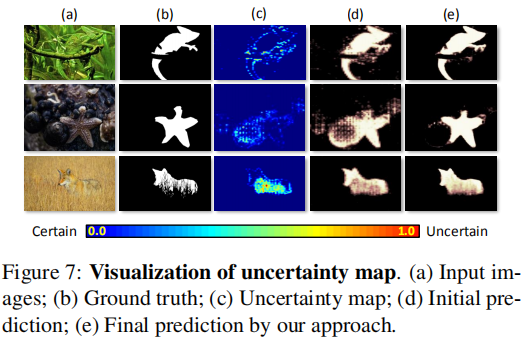 (a) (b) (c) (d) (e)
Certain 0.0 1.0 Uncertain
Figure 7: Visualization of uncertainty map. (a) Input im-
ages; (b) Ground truth; (c) Uncertainty map; (d) Initial pre-
diction; (e) Final prediction by our approach.